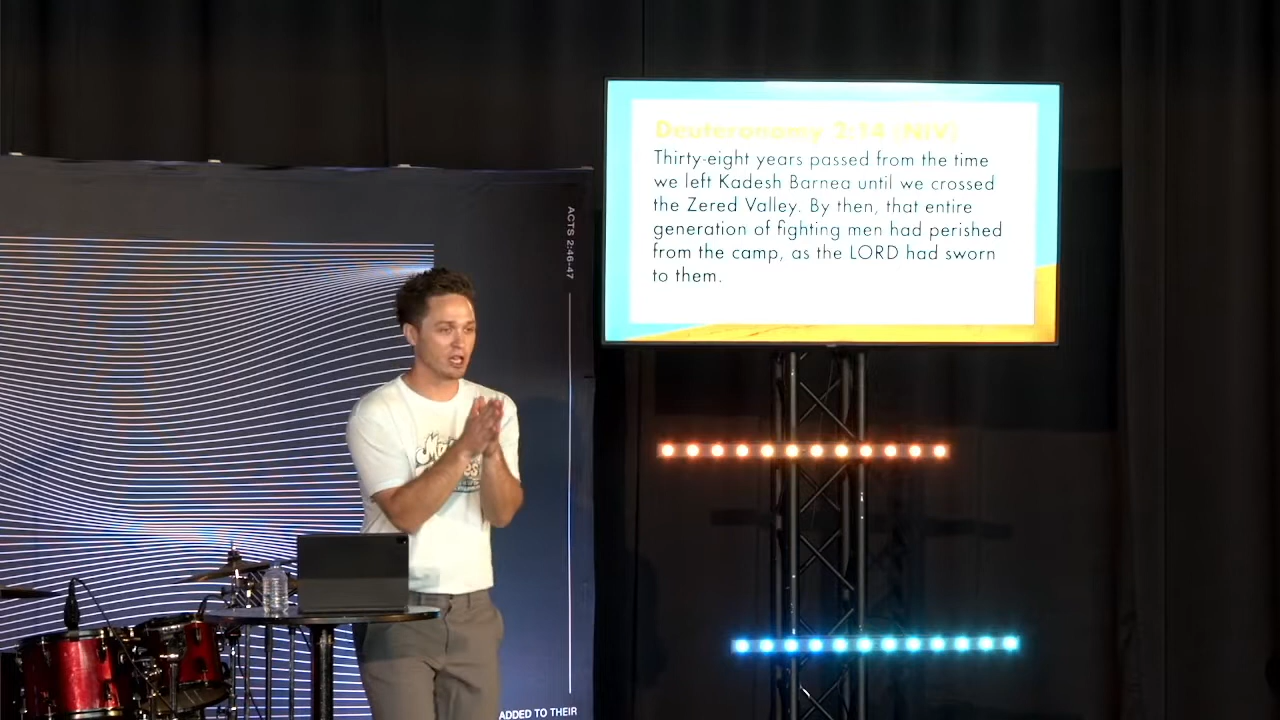 Deuteronomy 2:14 (NIV)
Thirty-eight years passed from the time
we left Kadesh Barnea until we crossed
the Zered Valley. By then, that entire
generation of fighting men had perished
from the camp, as the LORD had sworn
to them.
ACTS 2:46-47
ADDED TO THEIR